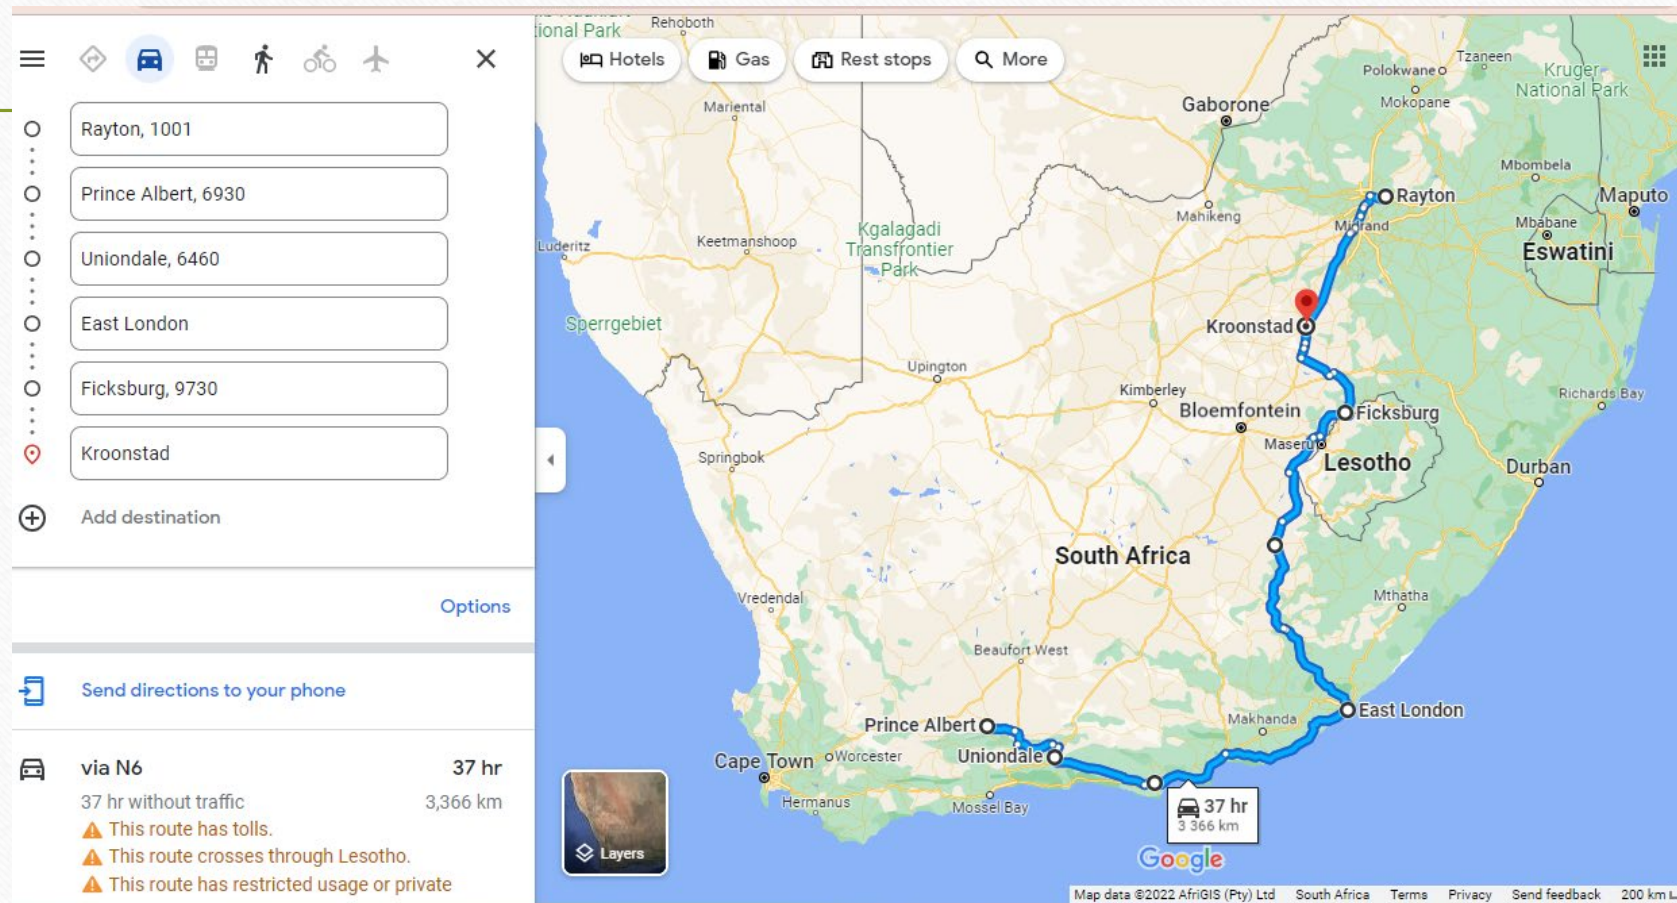 Rayton, 1001
Prince Albert, 6930
Uniondale, 6460
East London
Ficksburg, 9730
Kroonstad
Add destination
Options
Send directions to your phone
via N6
37 hr
37 hr without traffic
3,366 km
This route has tolls.
This route crosses through Lesotho.
This route has restricted usage or private
Hotels
Gas
Rest stops
More
tional Park
Rehoboth
Mariental
Gaborone
Polokwane
Tzaneen
Mokopane
Kruger
National Park
Mbombela
Rayton
Maputo
Mahikeng
Midrand
Mbabane
Eswatini
Luderitz
Keetmanshoop
Kgalagadi
Transfrontier
Park
Sperrgebiet
Kroonstad
Upington
Kimberley
Richards Bay
Bloemfontein
Ficksburg
Maseru
Lesotho
Springbok
Durban
South Africa
Vredendal
Mthatha
Beaufort West
Prince Albert
Makhanda
East London
Cape Town
Worcester
Uniondale
Hermanus
Mossel Bay
37 hr
3 366 km
Layers
Google
Map data ©2022 AfriGIS (Pty) Ltd
South Africa
Terms
Privacy
Send feedback
200 km